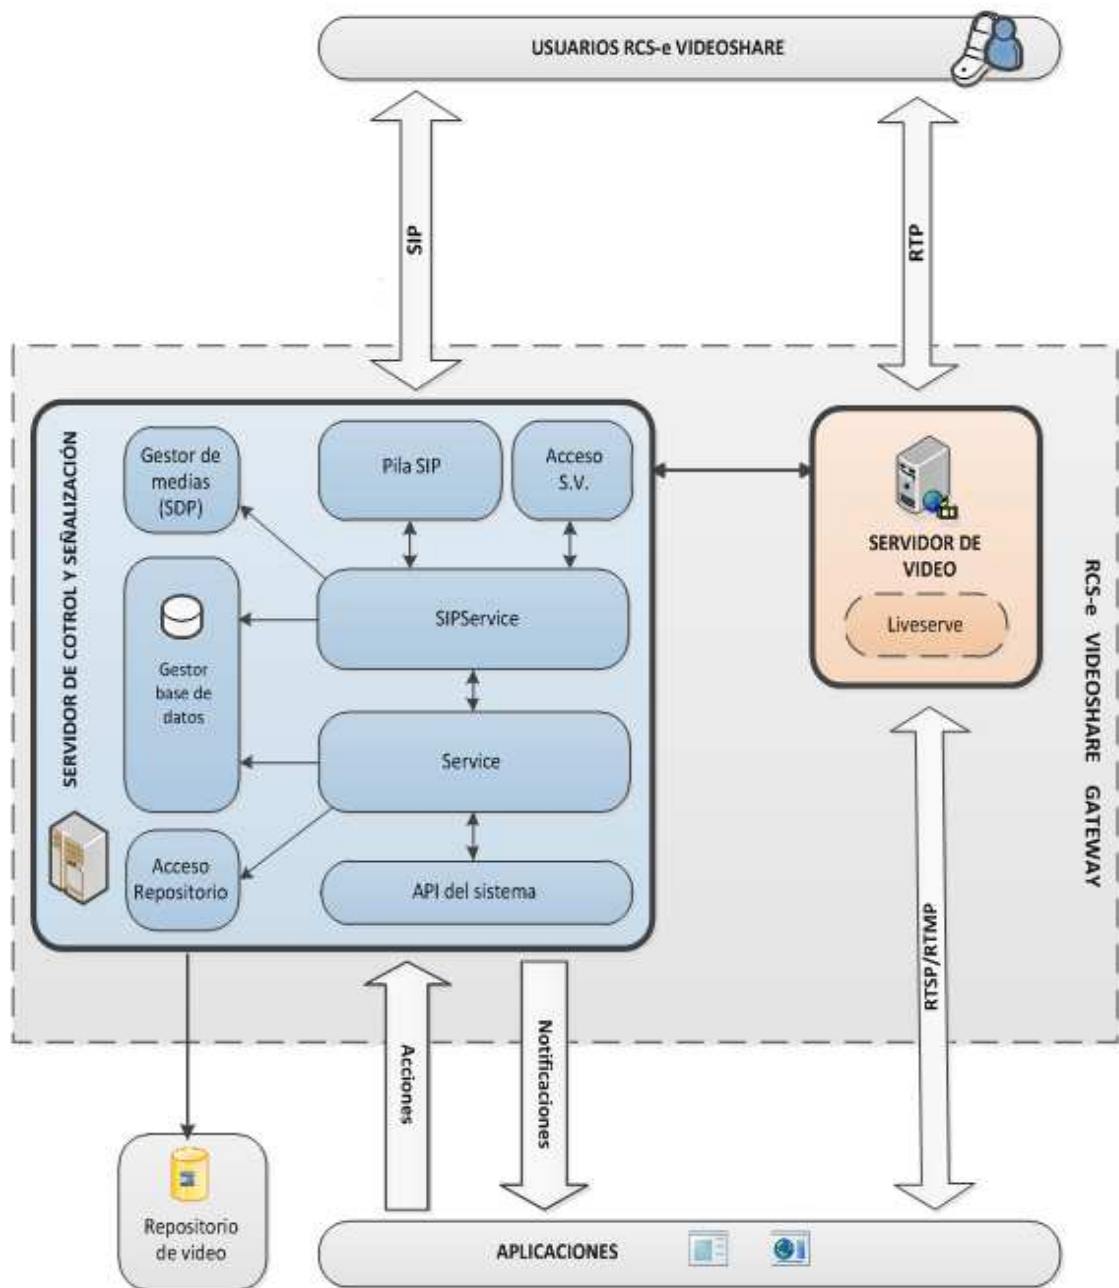 USUARIOS RCS-e VIDEOSHARE
SIP
RTP
SERVIDOR DE COTROL Y SEÑALIZACIÓN
Gestor de
medias
(SDP)
Pila SIP
Acceso
S.V.
SERVIDOR DE
VIDEO
Liveserve
RCS-e VIDEOSHARE GATEWAY
SIPService
Gestor
base de
datos
Service
Acceso
Repositorio
API del sistema
RTSP/RTMP
Acciones
Notificaciones
Repositorio
de video
APLICACIONES